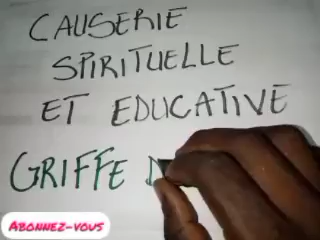 CAUSERIE
SPIRITUELLE
ET EDUCATIVE
GRIFFE
ABONNEZ-VOUS